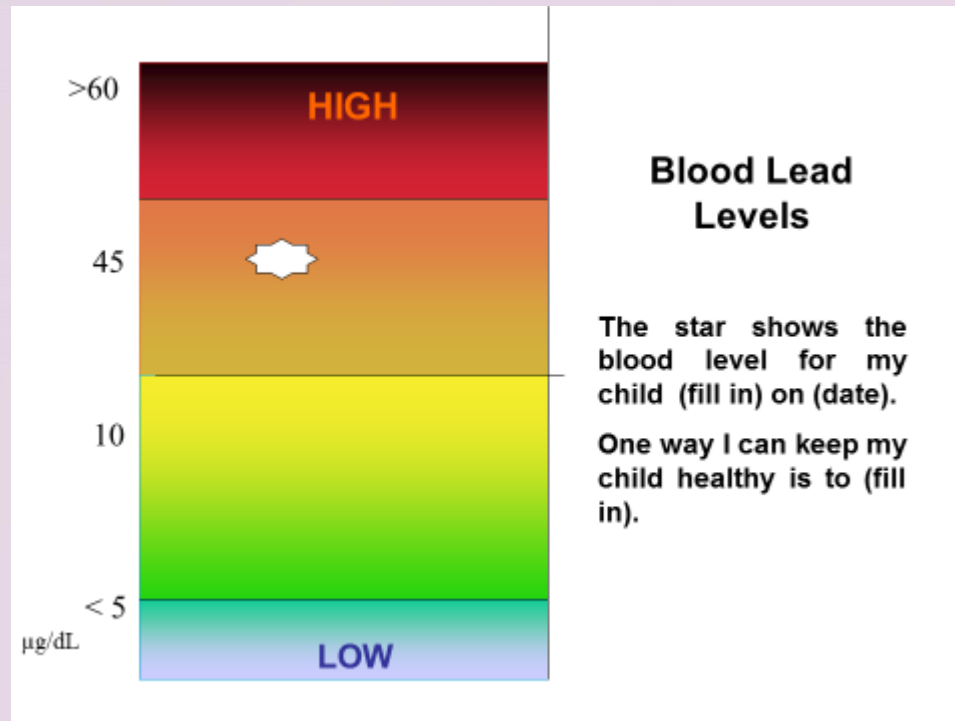 >60
HIGH
45
10
< 5
µg/dL
LOW
Blood Lead
Levels
The star shows the
blood level for my
child (fill in) on (date).
One way I can keep my
child healthy is to (fill
in).